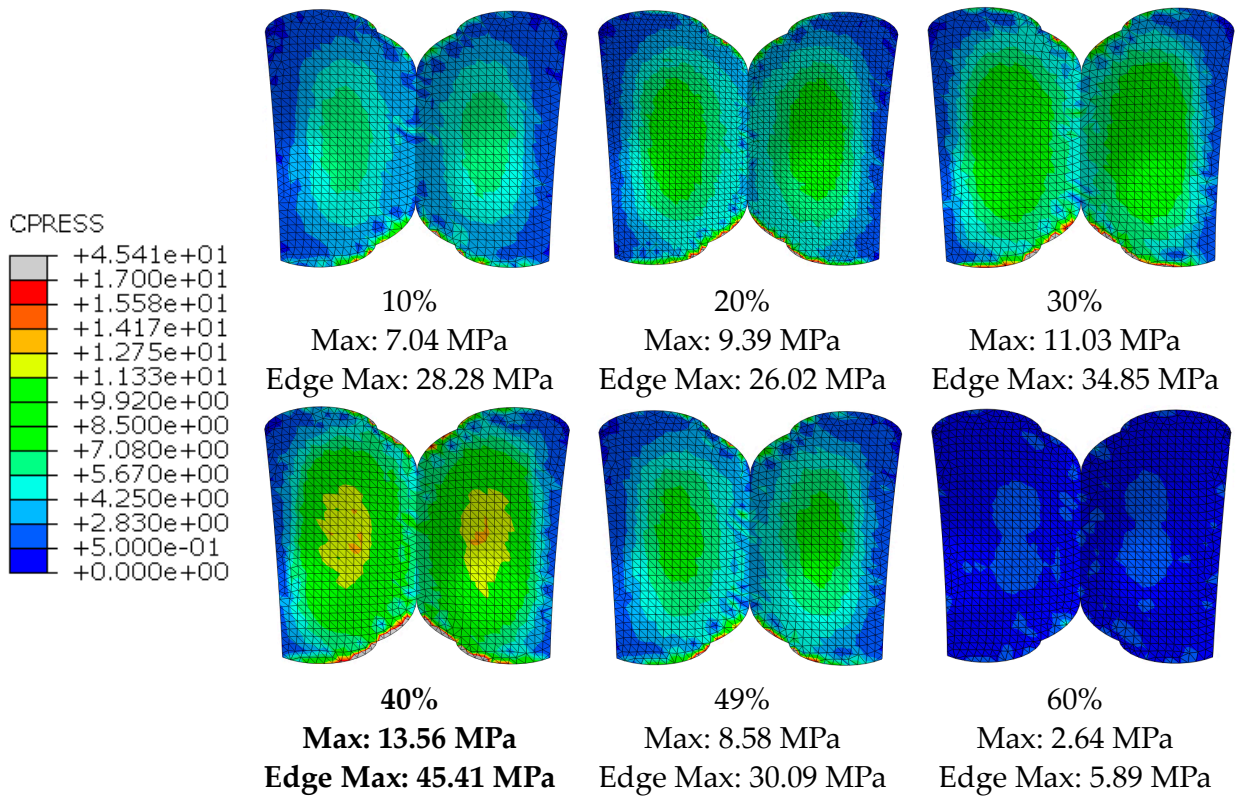 CPRESS
+4.541e+01
+1.700e+01
+1.558e+01
+1.417e+01
+1.275e+01
+1.133e+01
+9.920e+00
+8.500e+00
+7.080e+00
+5.670e+00
+4.250e+00
+2.830e+00
+5.000e-01
+0.000e+00
10%
Max: 7.04 MPa
Edge Max: 28.28 MPa
20%
Max: 9.39 MPa
Edge Max: 26.02 MPa
30%
Max: 11.03 MPa
Edge Max: 34.85 MPa
40%
Max: 13.56 MPa
Edge Max: 45.41 MPa
49%
Max: 8.58 MPa
Edge Max: 30.09 MPa
60%
Max: 2.64 MPa
Edge Max: 5.89 MPa